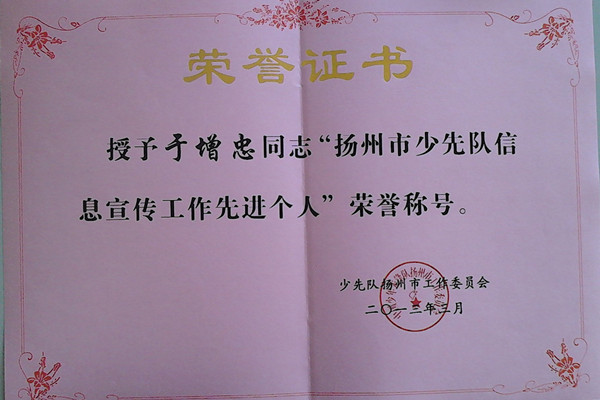 荣誉证书
授予于增忠同志“扬州市少先队信
息宣传工作先进个人”荣誉称号。
少先队扬州市工作委员会
二〇一三年三月